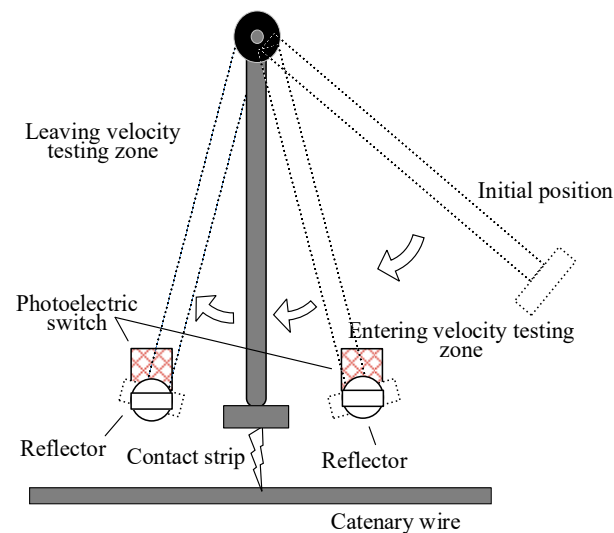 Leaving velocity
testing zone
Initial position
Photoelectric
switch
Entering velocity testing
zone
Reflector
Contact strip
Reflector
Catenary wire